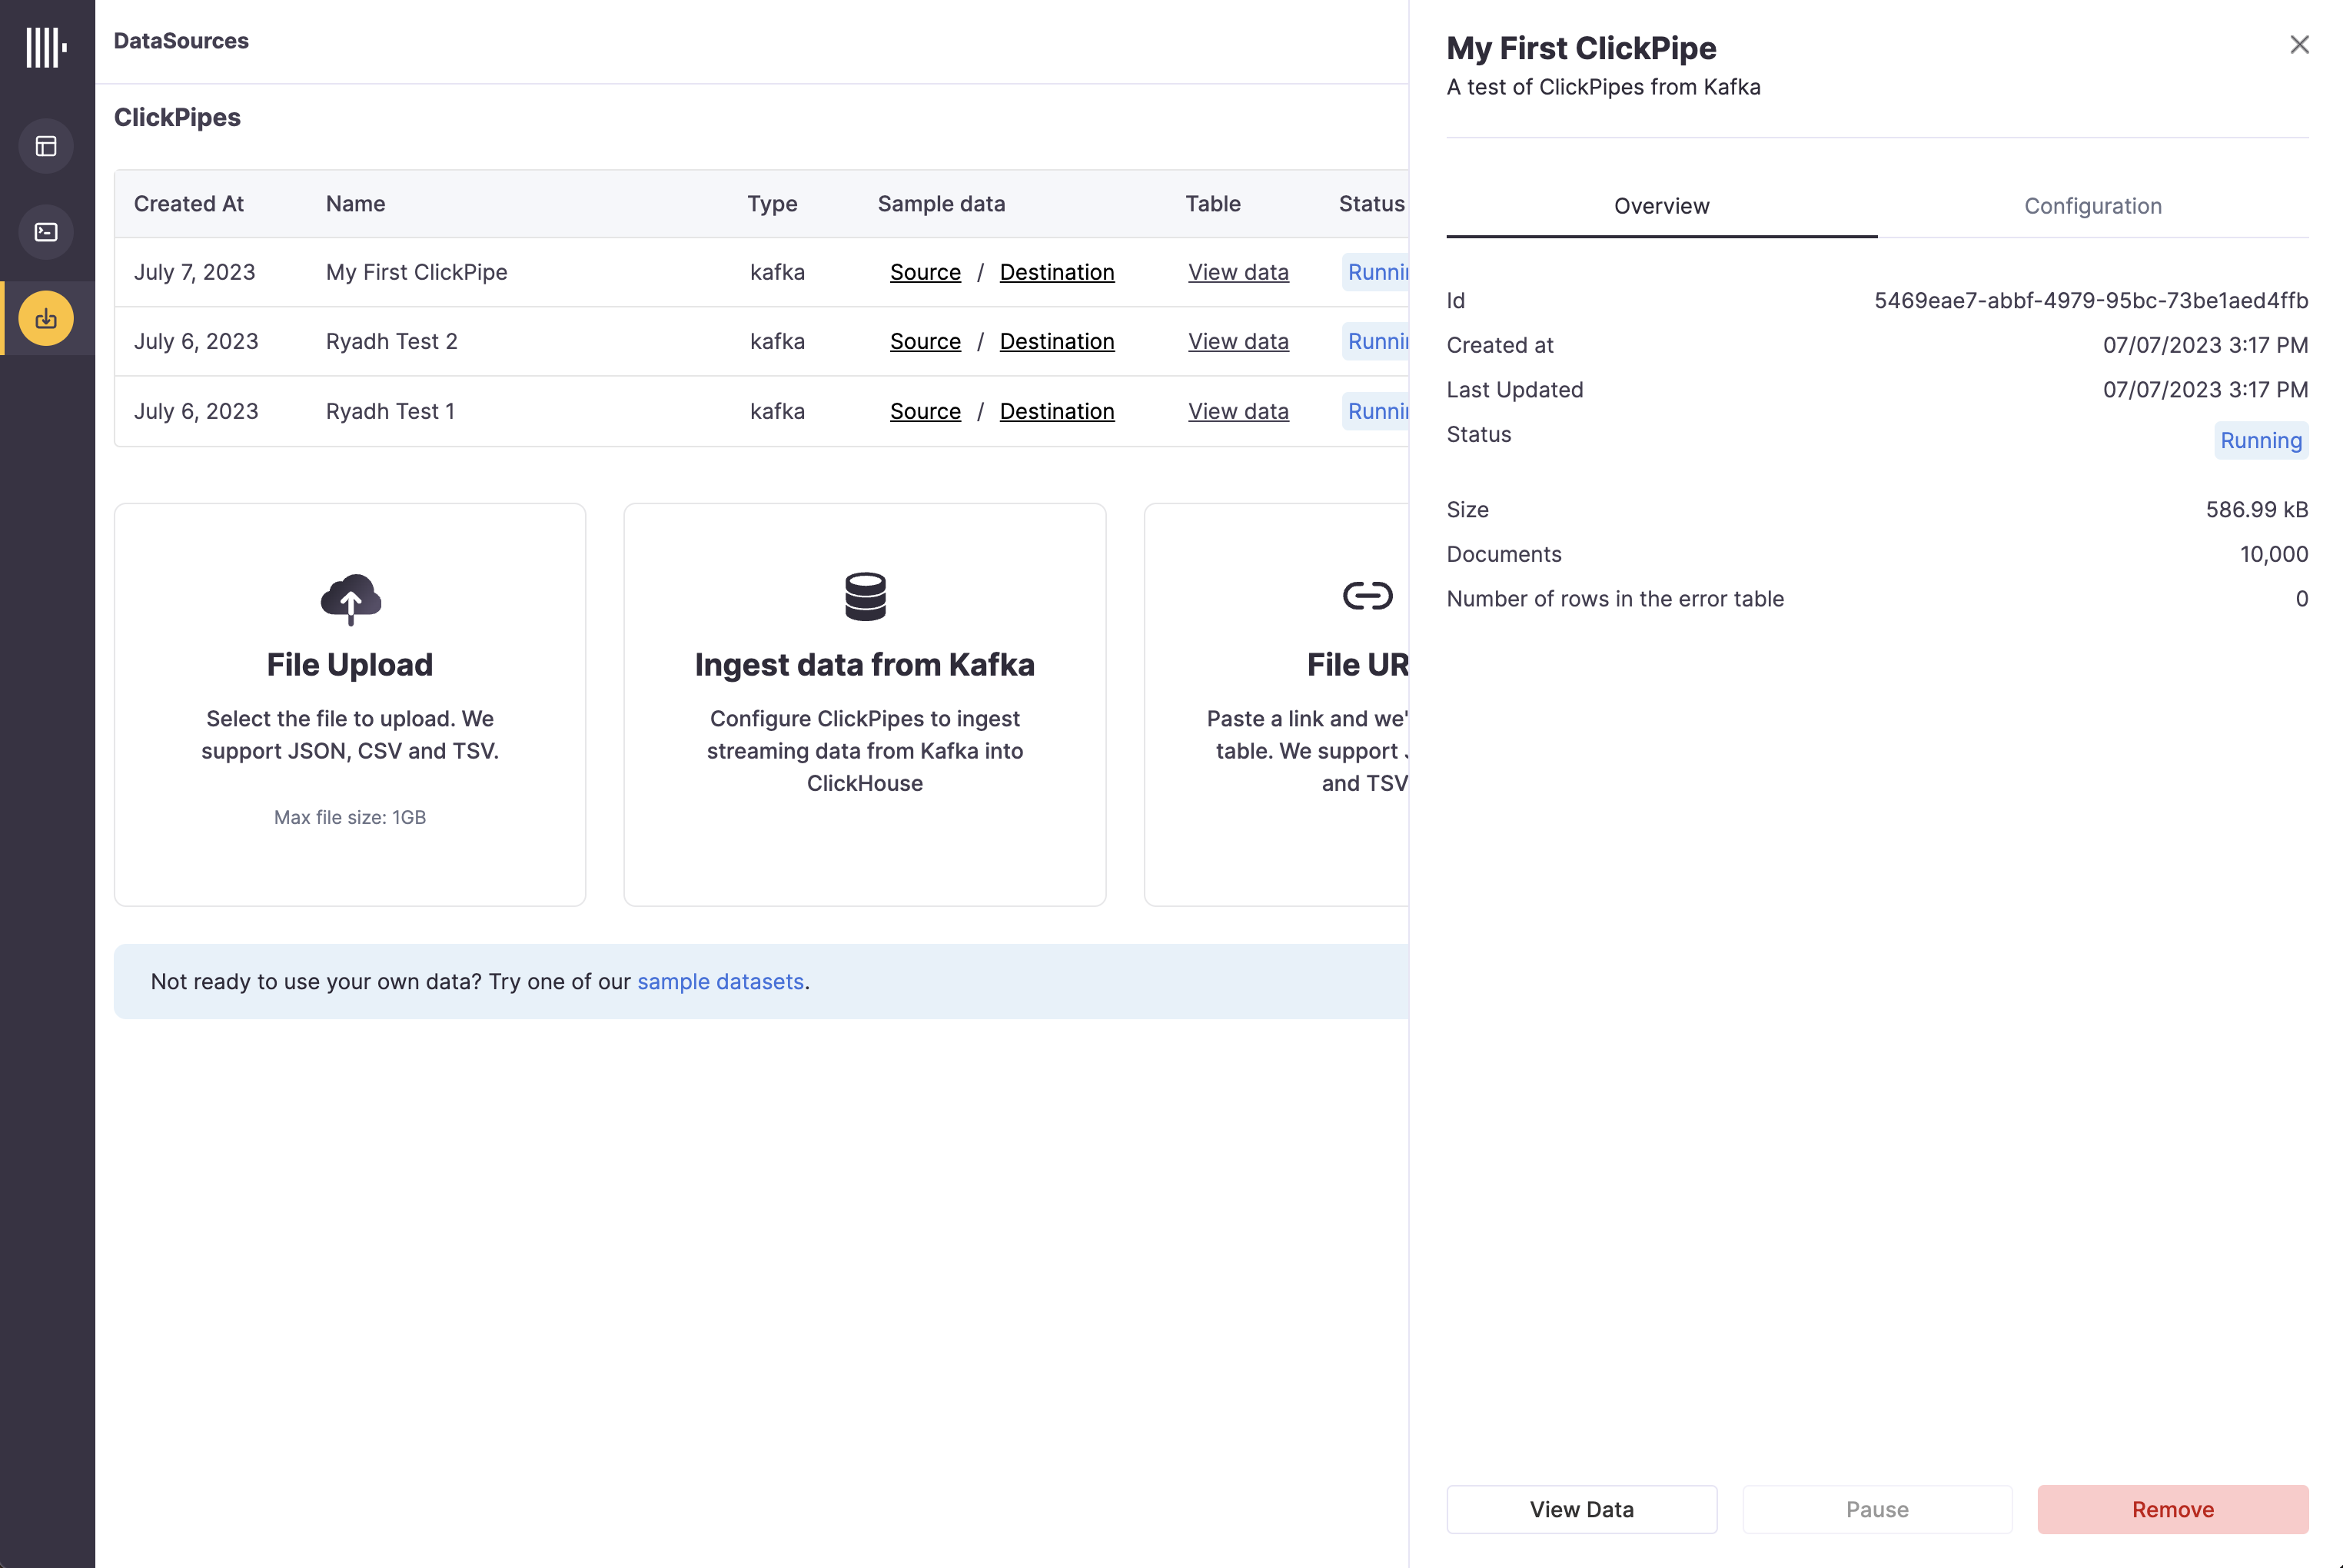 DataSources
ClickPipes
Created At Name Type Sample data Table Status
July 7, 2023 My First ClickPipe kafka Source / Destination View data Runnin
July 6, 2023 Ryadh Test 2 kafka Source / Destination View data Runnin
July 6, 2023 Ryadh Test 1 kafka Source / Destination View data Runnin
File Upload
Select the file to upload. We
support JSON, CSV and TSV.
Max file size: 1GB
Ingest data from Kafka
Configure ClickPipes to ingest
streaming data from Kafka into
ClickHouse
File UR
Paste a link and we'
table. We support
and TSV
Not ready to use your own data? Try one of our sample datasets.
My First ClickPipe
A test of ClickPipes from Kafka
Overview Configuration
Id 5469eae7-abbf-4979-95bc-73be1aed4ffb
Created at 07/07/2023 3:17 PM
Last Updated 07/07/2023 3:17 PM
Status Running
Size 586.99 kB
Documents 10,000
Number of rows in the error table 0
View Data Pause Remove